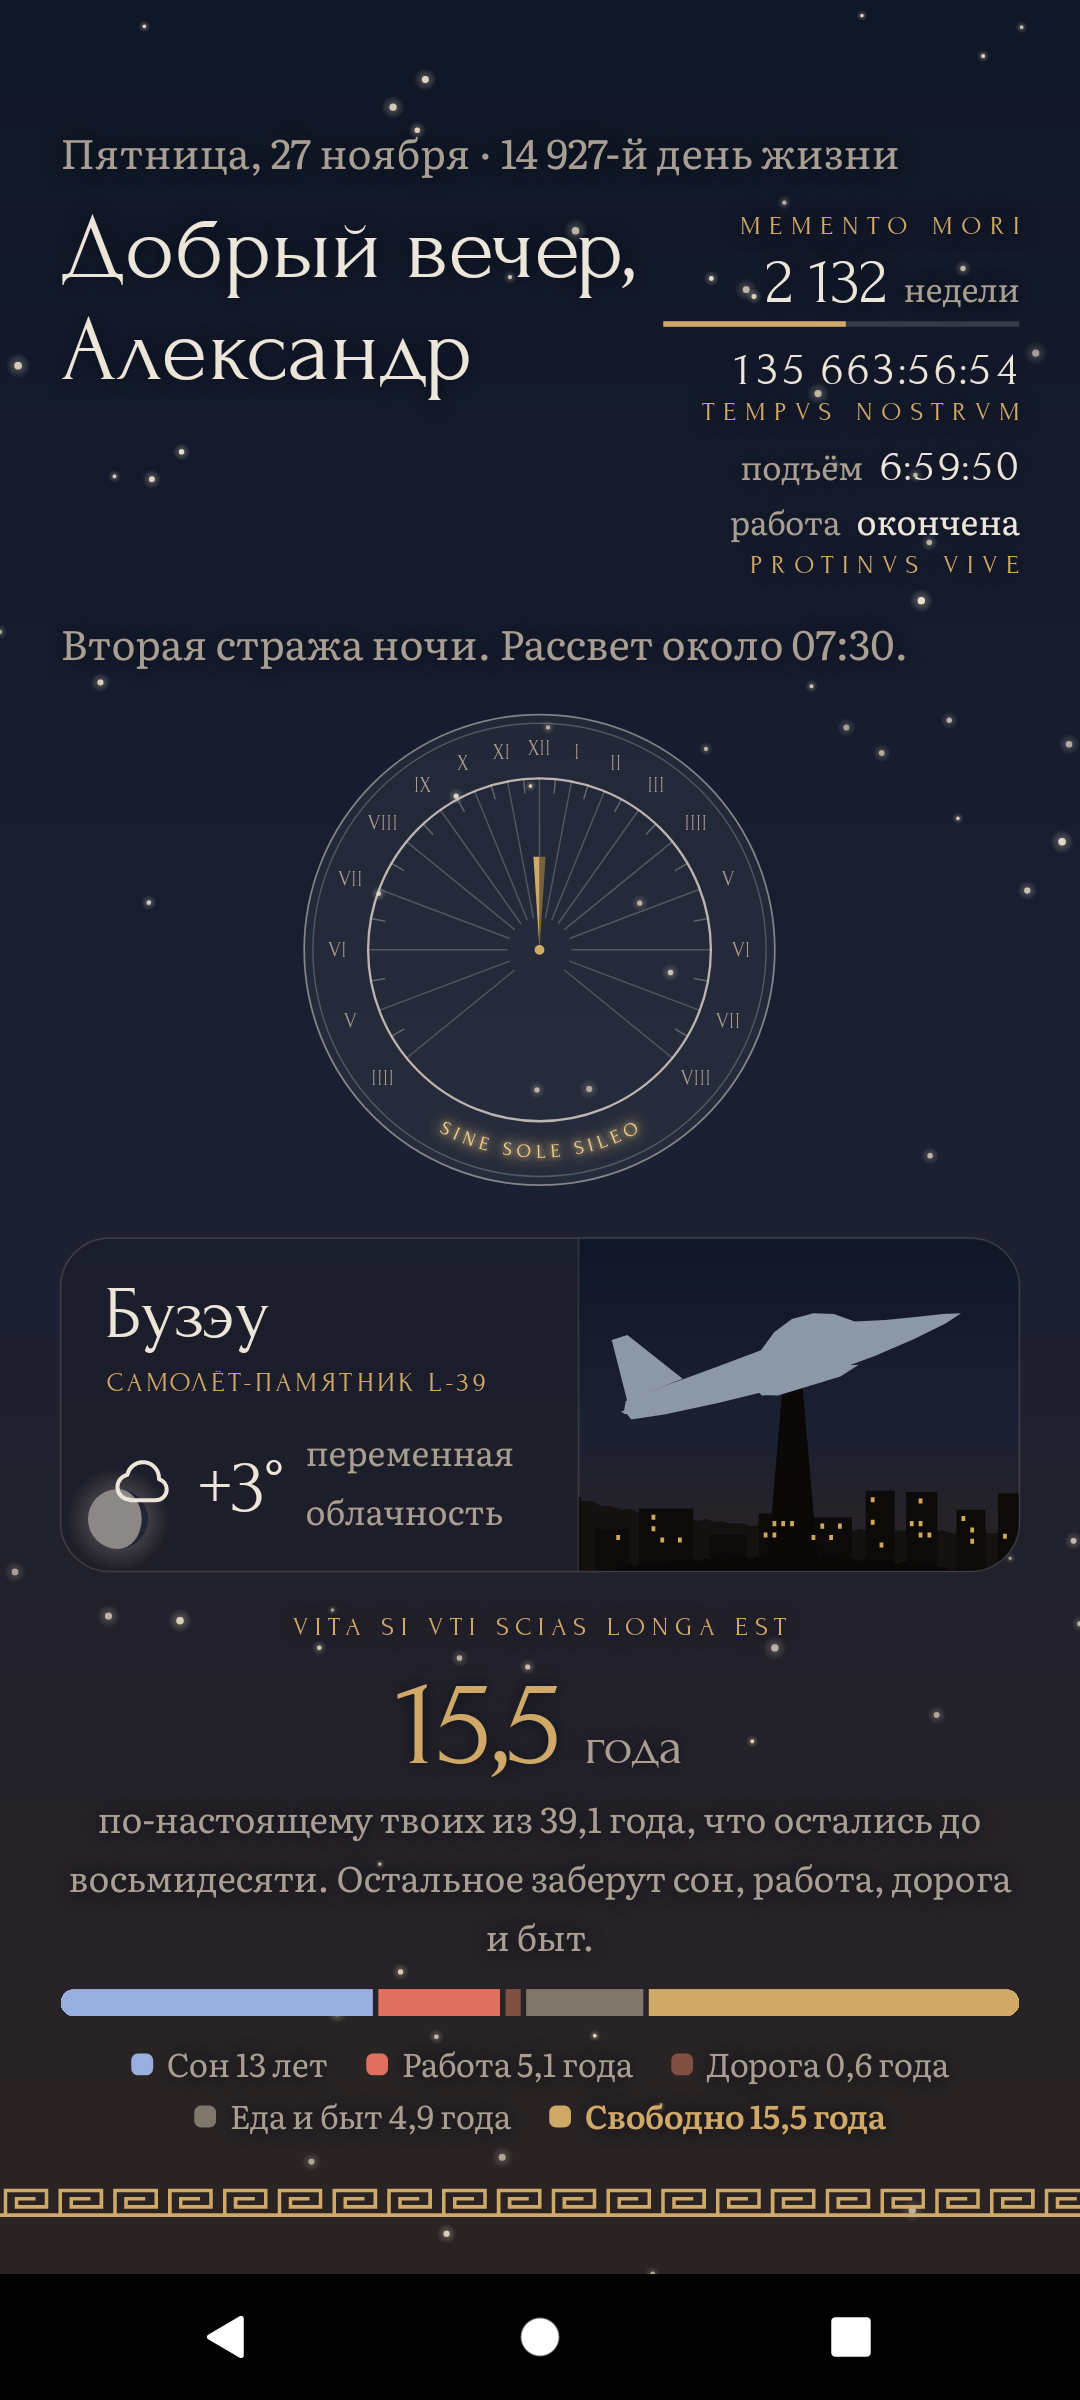 Пятница, 27 ноября · 14 927-й день жизни
Добрый вечер,
Александр
MEMENTO MORI
2 132 недели
135 663:56:54
TEMPVS NOSTRVM
подъём 6:59:50
работа окончена
PROTINVS VIVE
Вторая стража ночи. Рассвет около 07:30.
IIII
V
VI
VII
VIII
IX
X
XI
XII
I
II
III
IIII
V
VI
VII
VIII
SINE SOLE SILEO
Бузэу
САМОЛЁТ-ПАМЯТНИК L-39
+3° переменная
облачность
VITA SI VTI SCIAS LONGA EST
15,5 года
по-настоящему твоих из 39,1 года, что остались до
восьмидесяти. Остальное заберут сон, работа, дорога
и быт.
Сон 13 лет Работа 5,1 года Дорога 0,6 года
Еда и быт 4,9 года Свободно 15,5 года